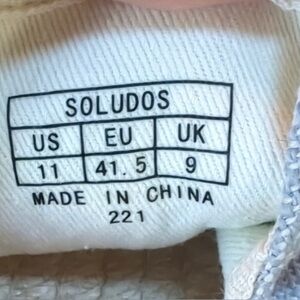 SOLUDOS
US EU UK
11 41.5 9
MADE IN CHINA
221